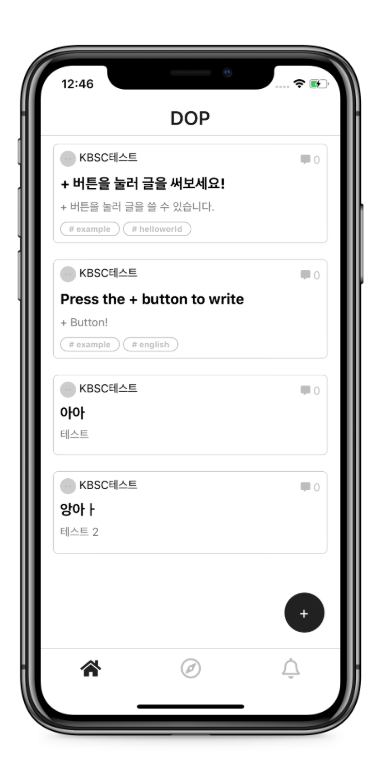 12:46
DOP
KBSC테스트
0
+ 버튼을 눌러 글을 써보세요!
+ 버튼을 눌러 글을 쓸 수 있습니다.
# example # helloworld
KBSC테스트
0
Press the + button to write
+ Button!
# example # english
KBSC테스트
0
아아
테스트
KBSC테스트
0
앙아ㅏ
테스트 2
+